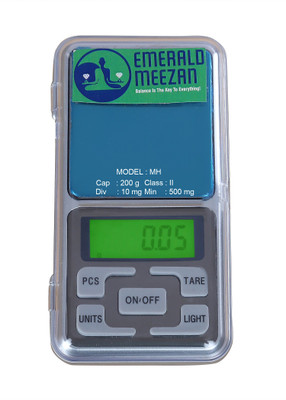 EMERALD
MEEZAN
Balance is The Key To Everything!
MODEL : MH
Cap : 200 g Class : II
Div : 10 mg Min : 500 mg
0.05
PCS TARE
ON/OFF
UNITS LIGHT